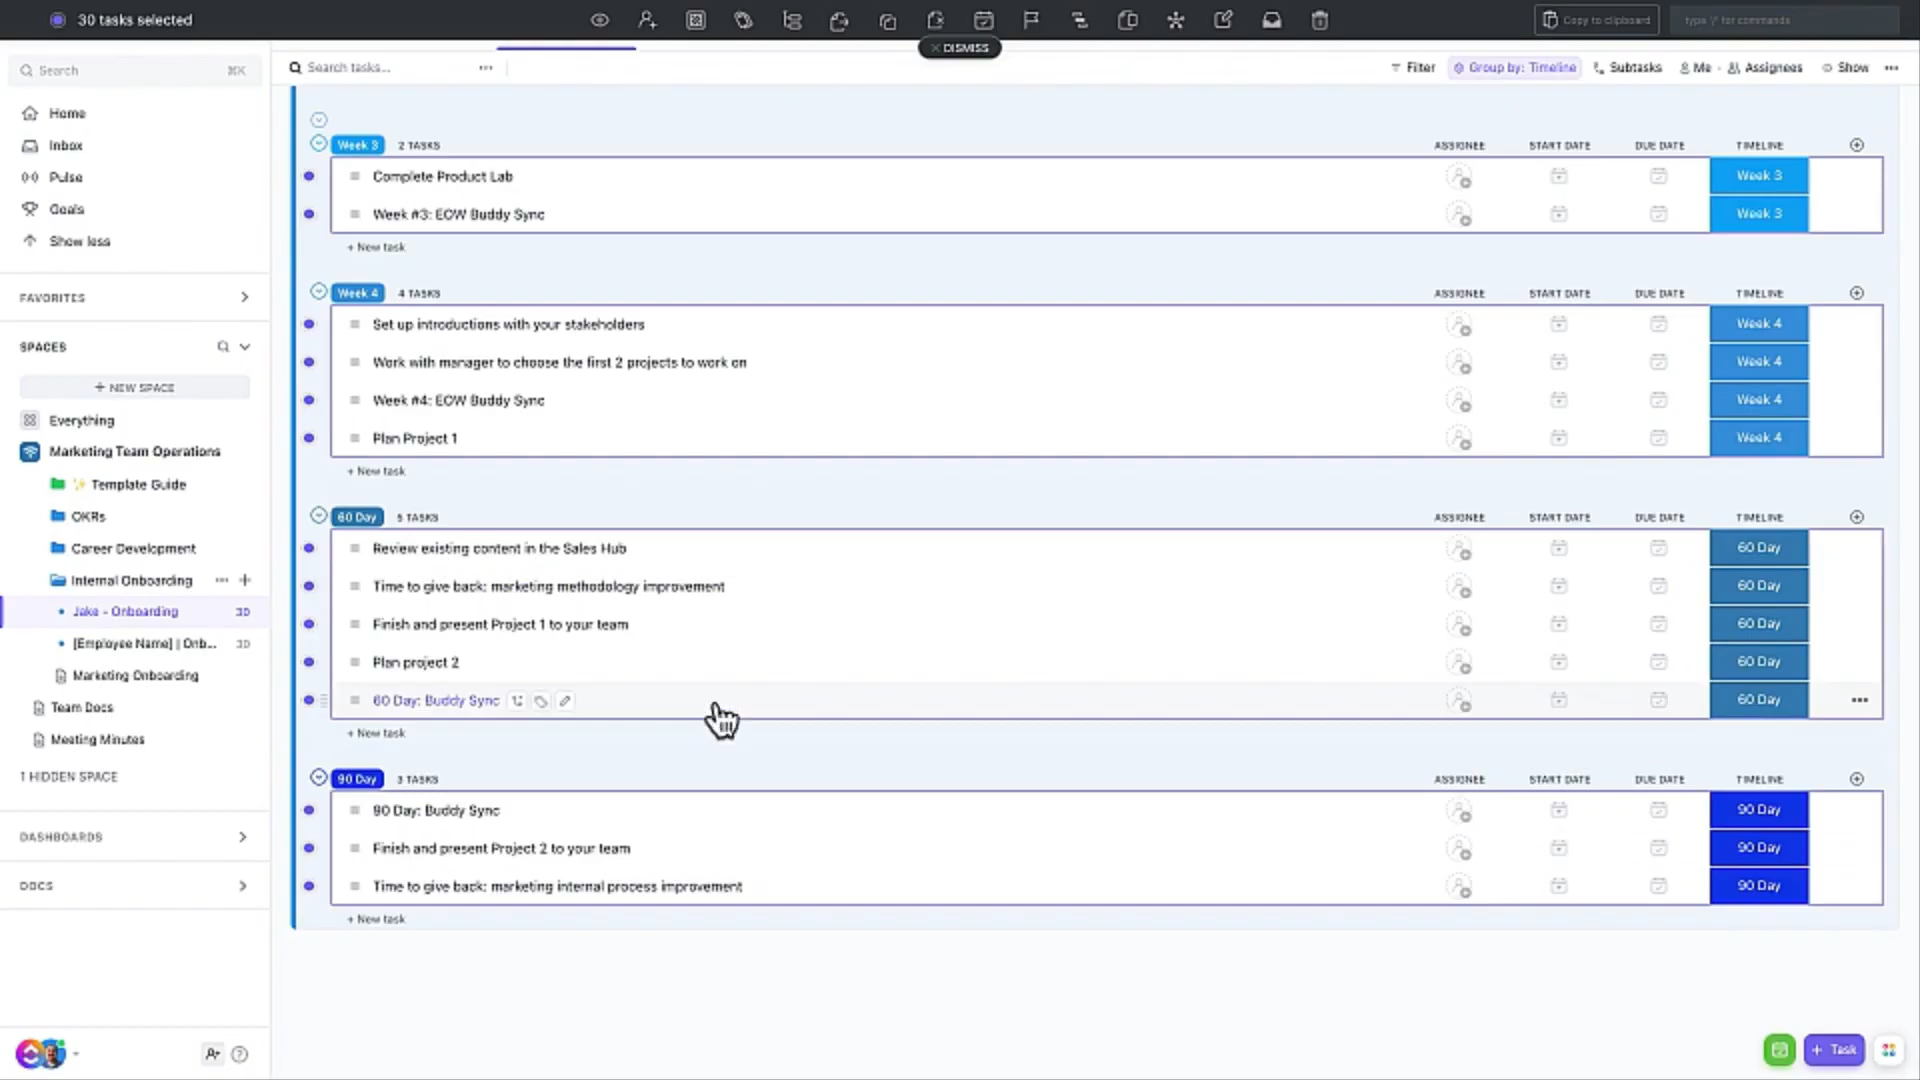 30 tasks selected
Copy to clipboard
type '/' for commands
DISMISS
Search
⌘K
Home
Inbox
Pulse
Goals
Show less
FAVORITES
SPACES
+ NEW SPACE
Everything
Marketing Team Operations
✨ Template Guide
OKRs
Career Development
Internal Onboarding
Jake - Onboarding 30
[Employee Name] | Onb... 30
Marketing Onboarding
Team Docs
Meeting Minutes
1 HIDDEN SPACE
DASHBOARDS
DOCS
Search tasks...
Filter
Group by: Timeline
Subtasks
Me
Assignees
Show
Week 3 2 TASKS ASSIGNEE START DATE DUE DATE TIMELINE
Complete Product Lab Week 3
Week #3: EOW Buddy Sync Week 3
+ New task
Week 4 4 TASKS ASSIGNEE START DATE DUE DATE TIMELINE
Set up introductions with your stakeholders Week 4
Work with manager to choose the first 2 projects to work on Week 4
Week #4: EOW Buddy Sync Week 4
Plan Project 1 Week 4
+ New task
60 Day 5 TASKS ASSIGNEE START DATE DUE DATE TIMELINE
Review existing content in the Sales Hub 60 Day
Time to give back: marketing methodology improvement 60 Day
Finish and present Project 1 to your team 60 Day
Plan project 2 60 Day
60 Day: Buddy Sync 60 Day
+ New task
90 Day 3 TASKS ASSIGNEE START DATE DUE DATE TIMELINE
90 Day: Buddy Sync 90 Day
Finish and present Project 2 to your team 90 Day
Time to give back: marketing internal process improvement 90 Day
+ New task
+ Task